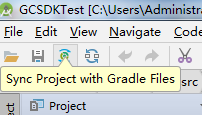 GCSDKTest [C:\Users\Administra
File Edit View Navigate Code
Sync Project with Gradle Files
src
Project